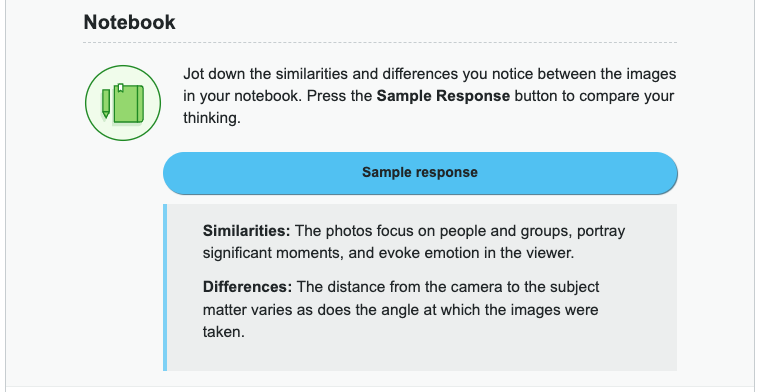 Notebook
Jot down the similarities and differences you notice between the images
in your notebook. Press the Sample Response button to compare your
thinking.
Sample response
Similarities: The photos focus on people and groups, portray
significant moments, and evoke emotion in the viewer.
Differences: The distance from the camera to the subject
matter varies as does the angle at which the images were
taken.